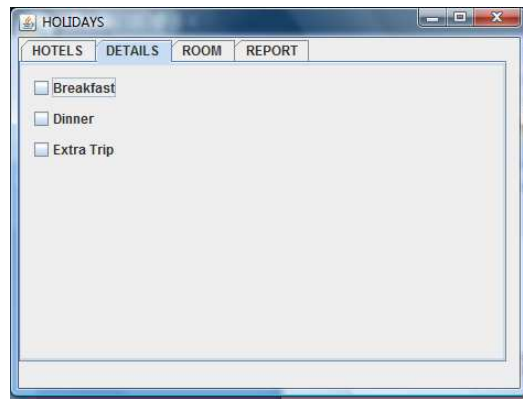 HOLIDAYS
HOTELS DETAILS ROOM REPORT
Breakfast
Dinner
Extra Trip